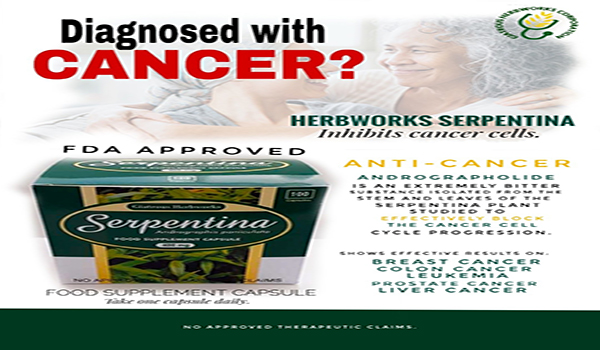 Diagnosed with
CANCER?
HERBWORKS SERPENTINA
Inhibits cancer cells.
FDA APPROVED
ANTI-CANCER
ANDROGRAPHOLIDE
IS AN EXTREMELY BITTER
SUBSTANCE ISOLATED FROM THE
STEM AND LEAVES OF THE
SERPENTINA PLANT
STUDIED TO
EFFECTIVELY BLOCK
THE CANCER CELL
CYCLE PROGRESSION.
SHOWS EFFECTIVE RESULTS ON:
BREAST CANCER
COLON CANCER
LEUKEMIA
PROSTATE CANCER
LIVER CANCER
Serpentina
100
Herbworks
Serpentina
FOOD SUPPLEMENT CAPSULE
FOOD SUPPLEMENT CAPSULE
Take one capsule daily.
NO APPROVED THERAPEUTIC CLAIMS.